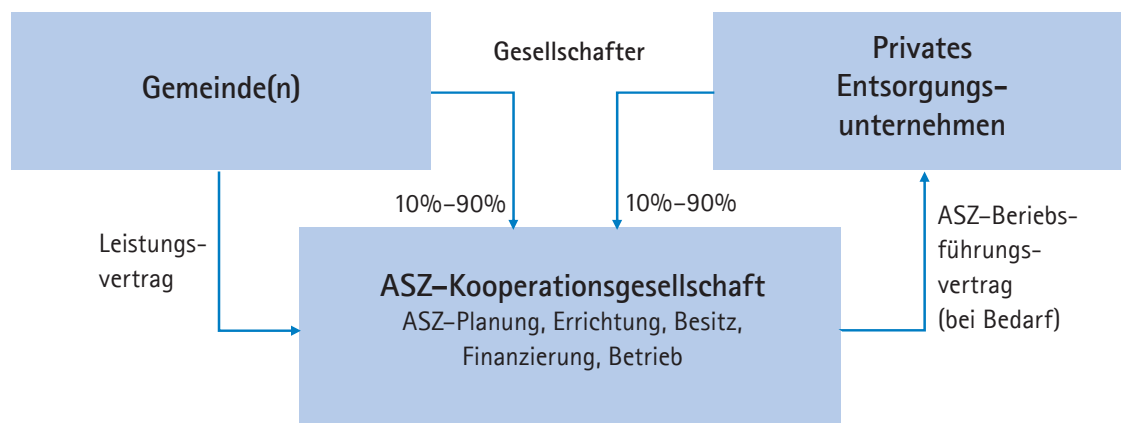 Gemeinde(n)
Gesellschafter
Privates
Entsorgungs-
unternehmen
10%-90%
10%-90%
Leistungs-
vertrag
ASZ-Beriebs-
führungs-
vertrag
(bei Bedarf)
ASZ-Kooperationsgesellschaft
ASZ-Planung, Errichtung, Besitz,
Finanzierung, Betrieb